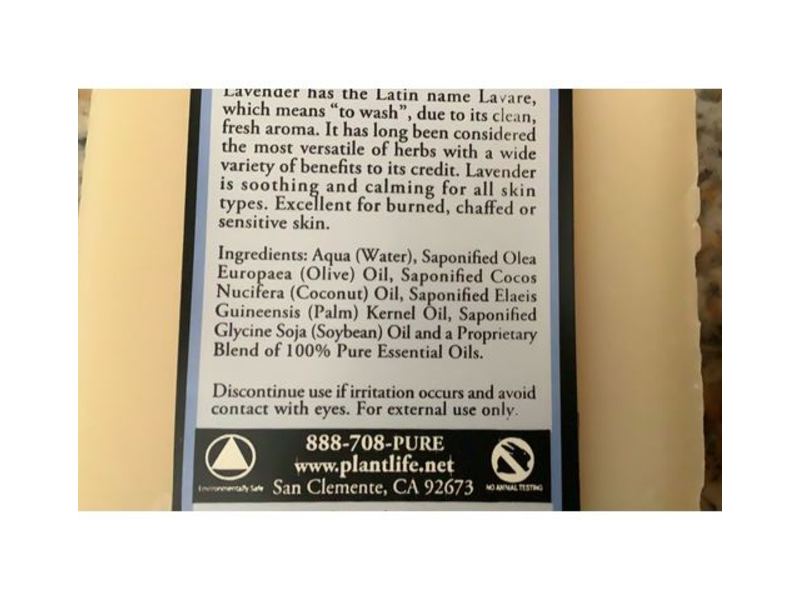 Lavender has the Latin name Lavare,
which means “to wash”, due to its clean,
fresh aroma. It has long been considered
the most versatile of herbs with a wide
variety of benefits to its credit. Lavender
is soothing and calming for all skin
types. Excellent for burned, chaffed or
sensitive skin.
Ingredients: Aqua (Water), Saponified Olea
Europaea (Olive) Oil, Saponified Cocos
Nucifera (Coconut) Oil, Saponified Elaeis
Guineensis (Palm) Kernel Oil, Saponified
Glycine Soja (Soybean) Oil and a Proprietary
Blend of 100% Pure Essential Oils.
Discontinue use if irritation occurs and avoid
contact with eyes. For external use only.
888-708-PURE
www.plantlife.net
San Clemente, CA 92673
Environmentally Safe
NO ANIMAL TESTING